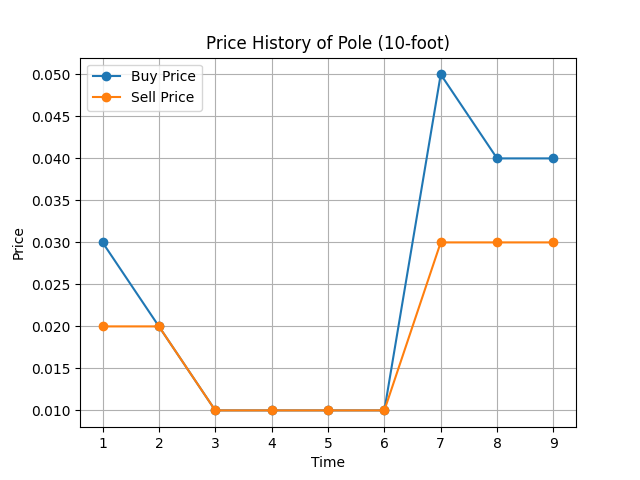 Price History of Pole (10-foot)
Buy Price
Sell Price
Price
0.050
0.045
0.040
0.035
0.030
0.025
0.020
0.015
0.010
1 2 3 4 5 6 7 8 9
Time